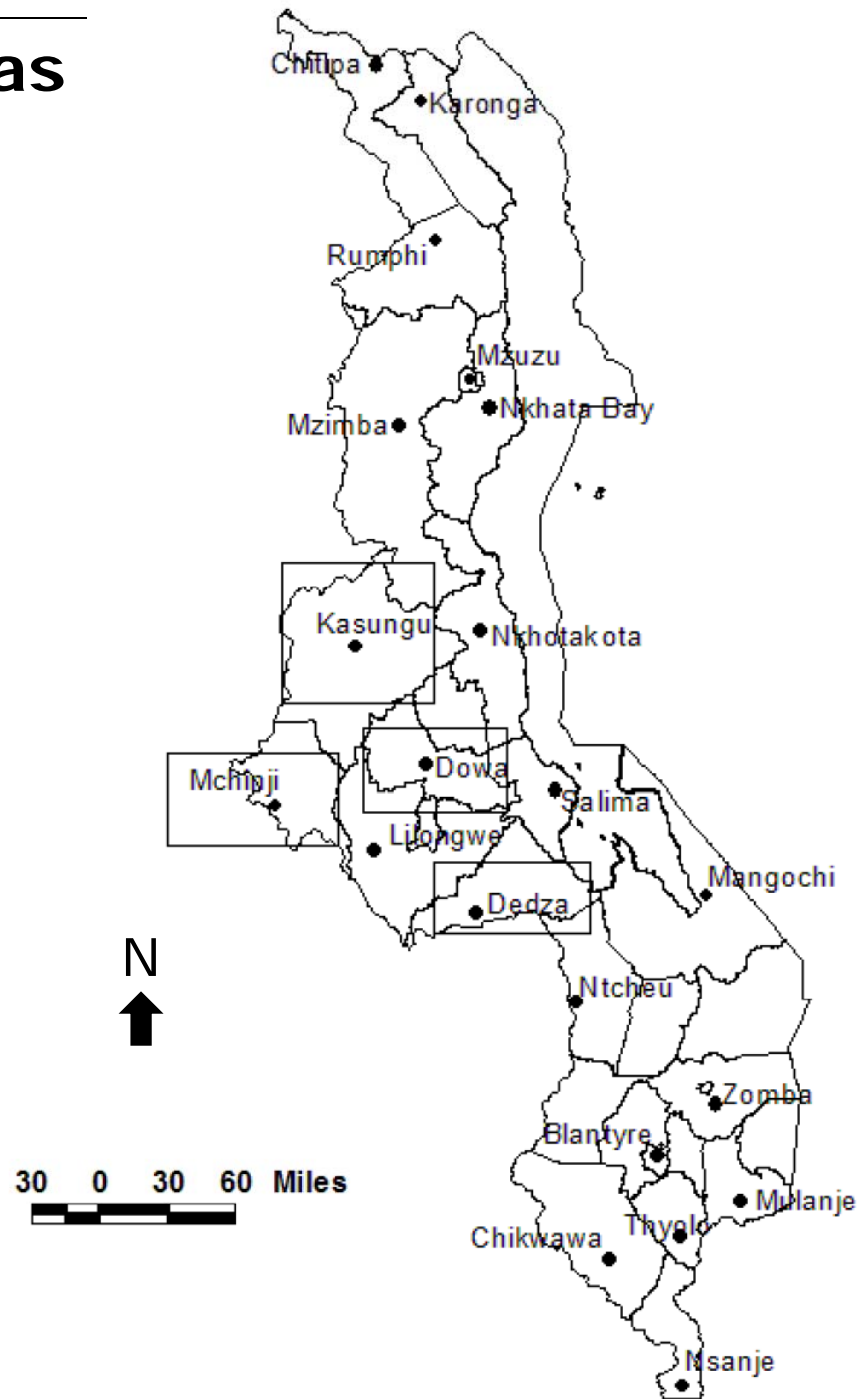 as
Chitipa
Karonga
Rumphi
Mzuzu
Nkhata Bay
Mzimba
Kasungu
Nkhotakota
Dowa
Mchinji
Salima
Lilongwe
Mangochi
Dedza
N
Ntcheu
Zomba
Blantyre
30 0 30 60 Miles
Mulanje
Thyolo
Chikwawa
Nsanje